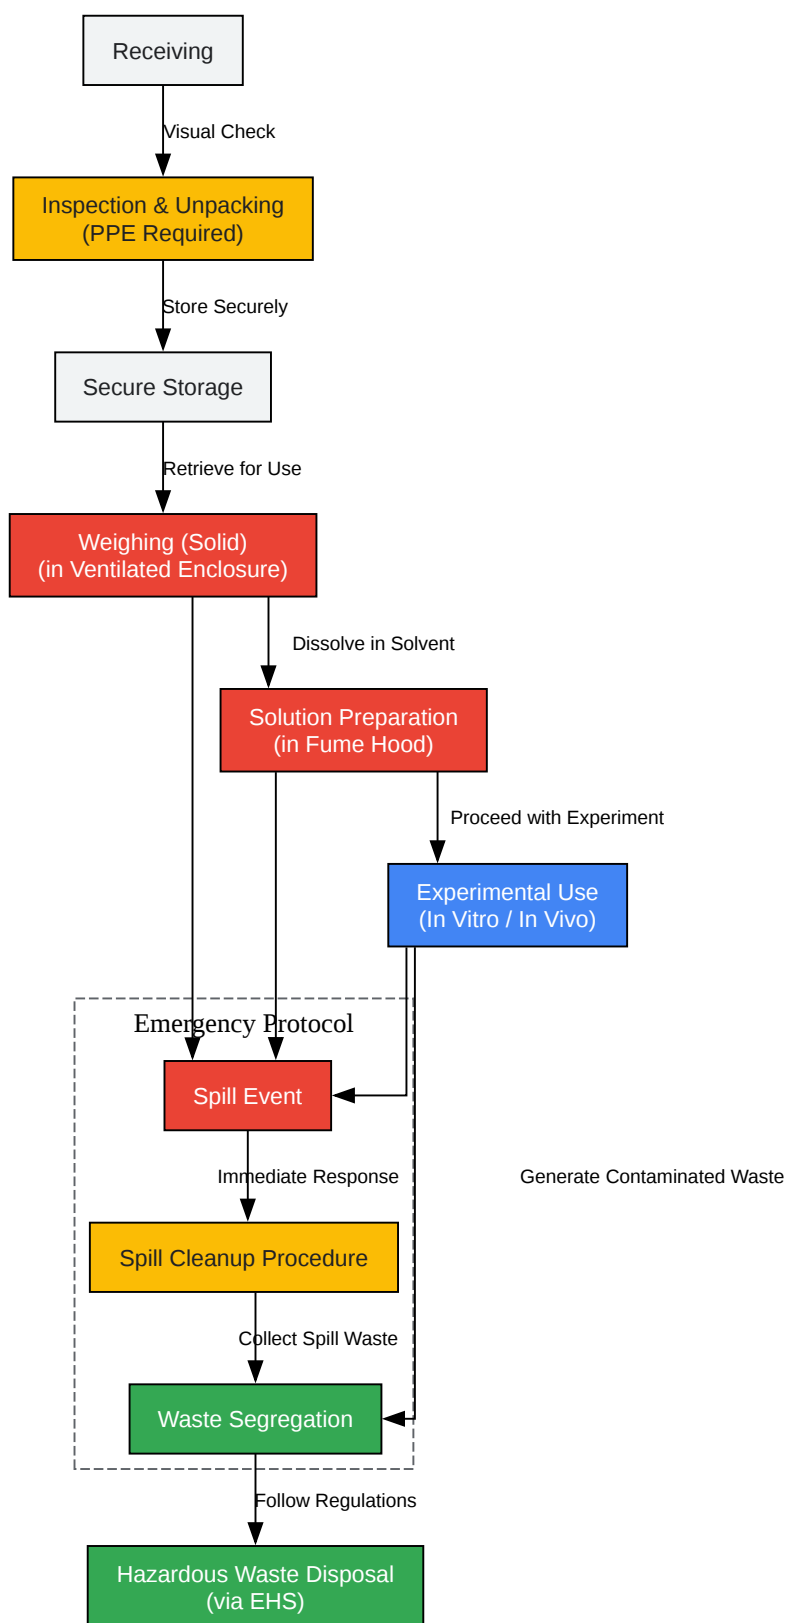 Receiving
Visual Check
Inspection & Unpacking
(PPE Required)
Store Securely
Secure Storage
Retrieve for Use
Weighing (Solid)
(in Ventilated Enclosure)
Dissolve in Solvent
Solution Preparation
(in Fume Hood)
Proceed with Experiment
Experimental Use
(In Vitro / In Vivo)
Emergency Protocol
Spill Event
Immediate Response
Generate Contaminated Waste
Spill Cleanup Procedure
Collect Spill Waste
Waste Segregation
Follow Regulations
Hazardous Waste Disposal
(via EHS)